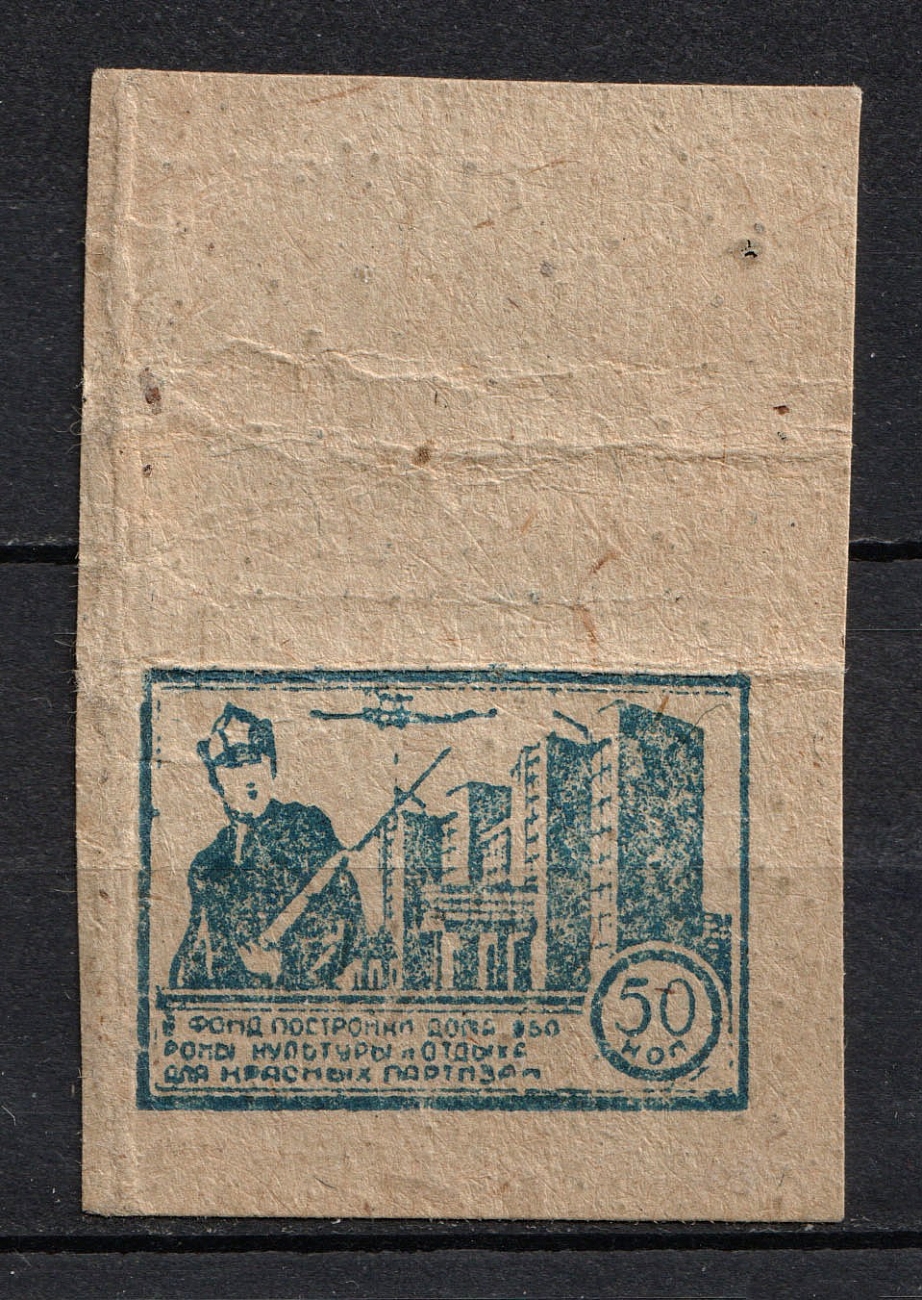 В ФОНД ПОСТРОЙКИ ДОМА ОБО
РОНЫ КУЛЬТУРЫ и ОТДЫХА
ДЛЯ КРАСНЫХ ПАРТИЗАН
50
КОП